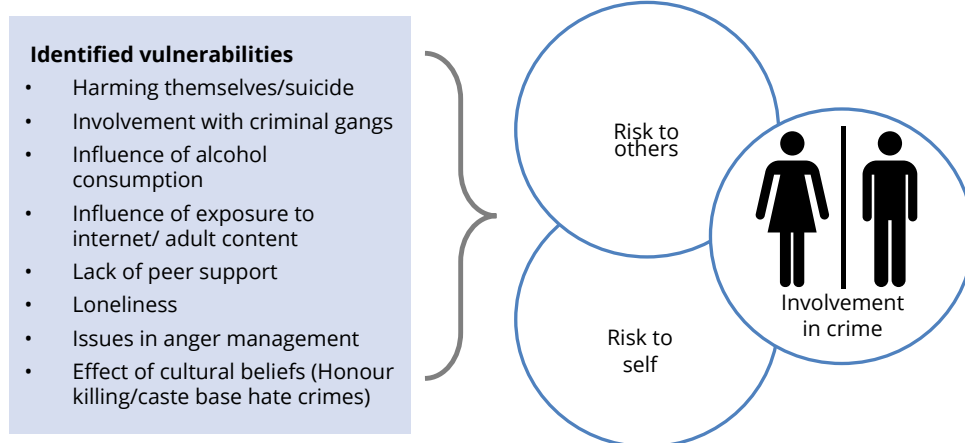 Identified vulnerabilities
• Harming themselves/suicide
• Involvement with criminal gangs
• Influence of alcohol
consumption
• Influence of exposure to
internet/ adult content
• Lack of peer support
• Loneliness
• Issues in anger management
• Effect of cultural beliefs (Honour
killing/caste base hate crimes)
Risk to
others
Involvement
in crime
Risk to
self